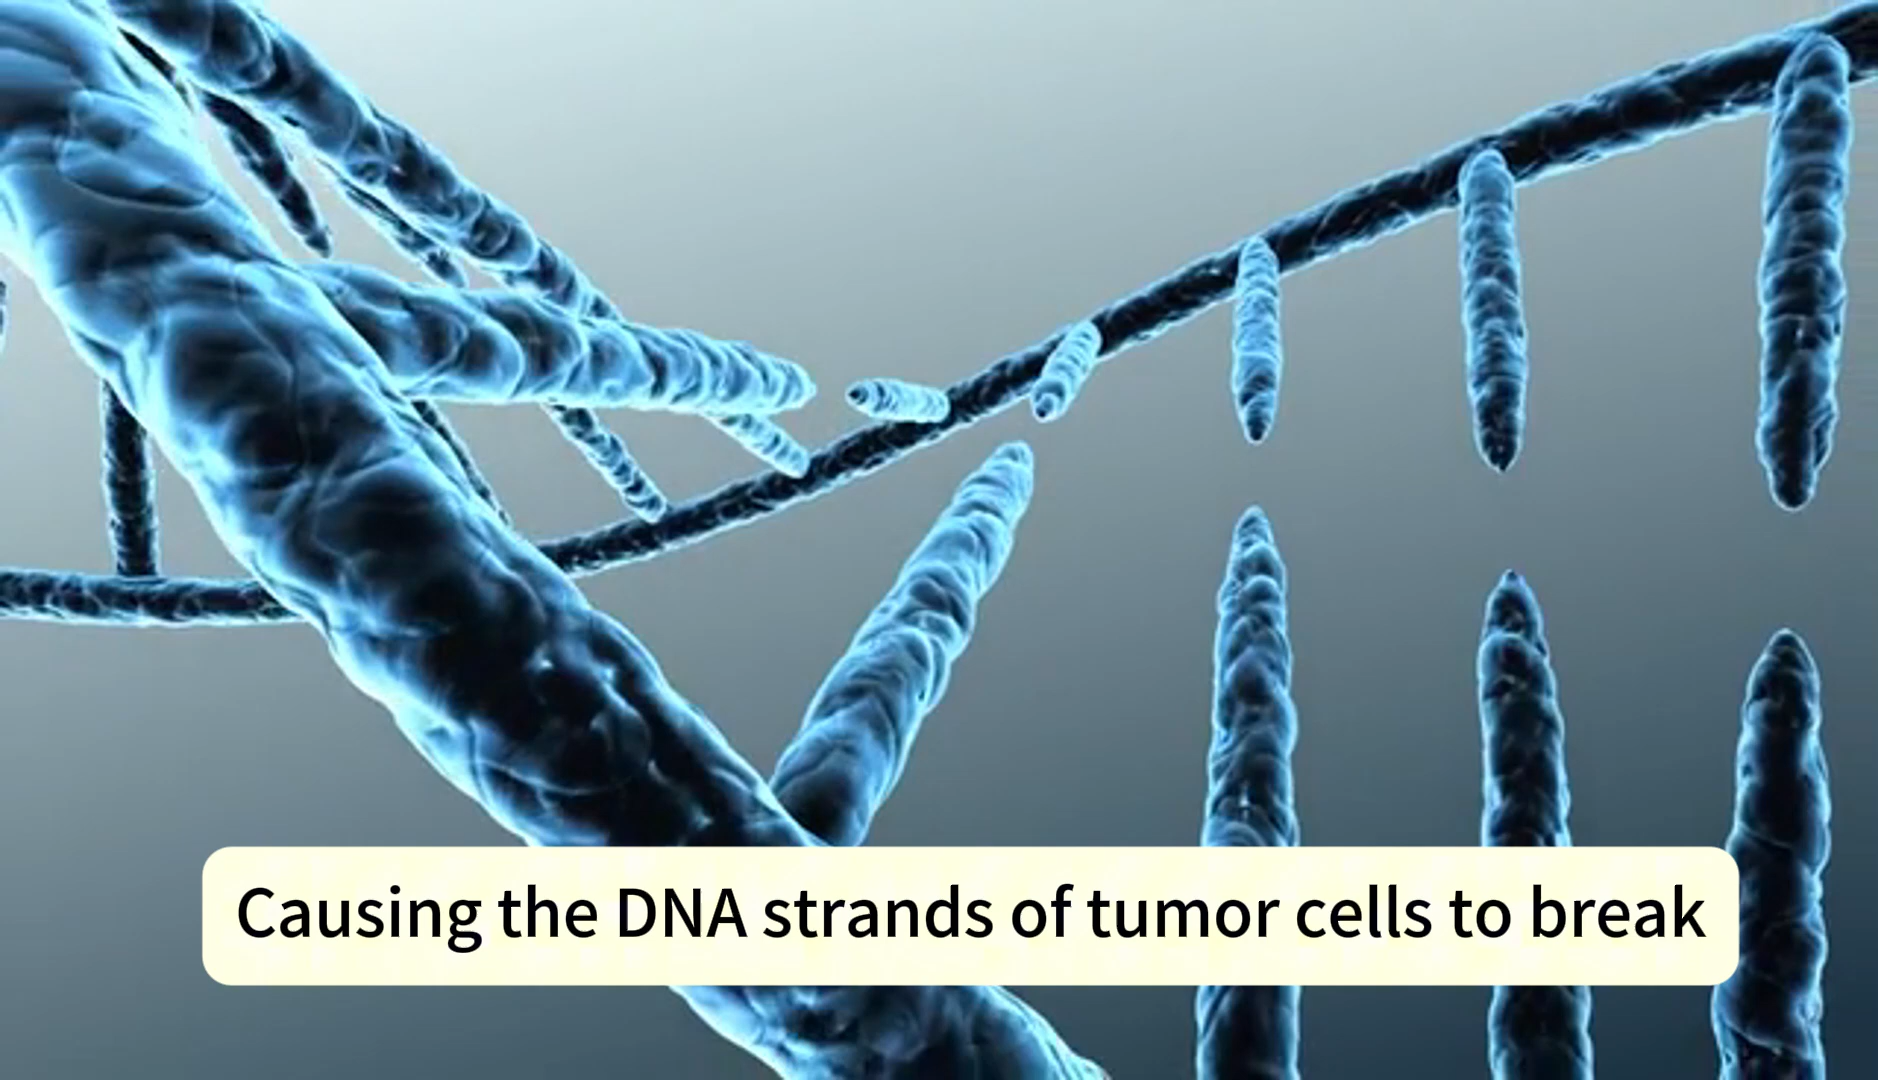 Causing the DNA strands of tumor cells to break